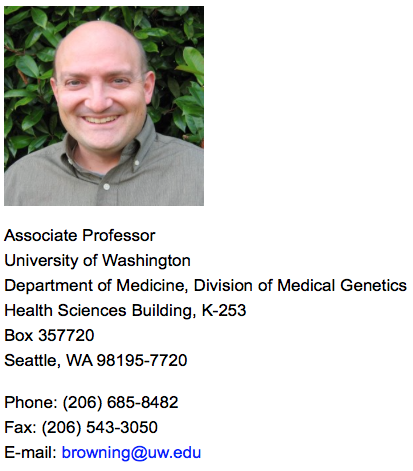 Associate Professor
University of Washington
Department of Medicine, Division of Medical Genetics
Health Sciences Building, K-253
Box 357720
Seattle, WA 98195-7720
Phone: (206) 685-8482
Fax: (206) 543-3050
E-mail: browning@uw.edu